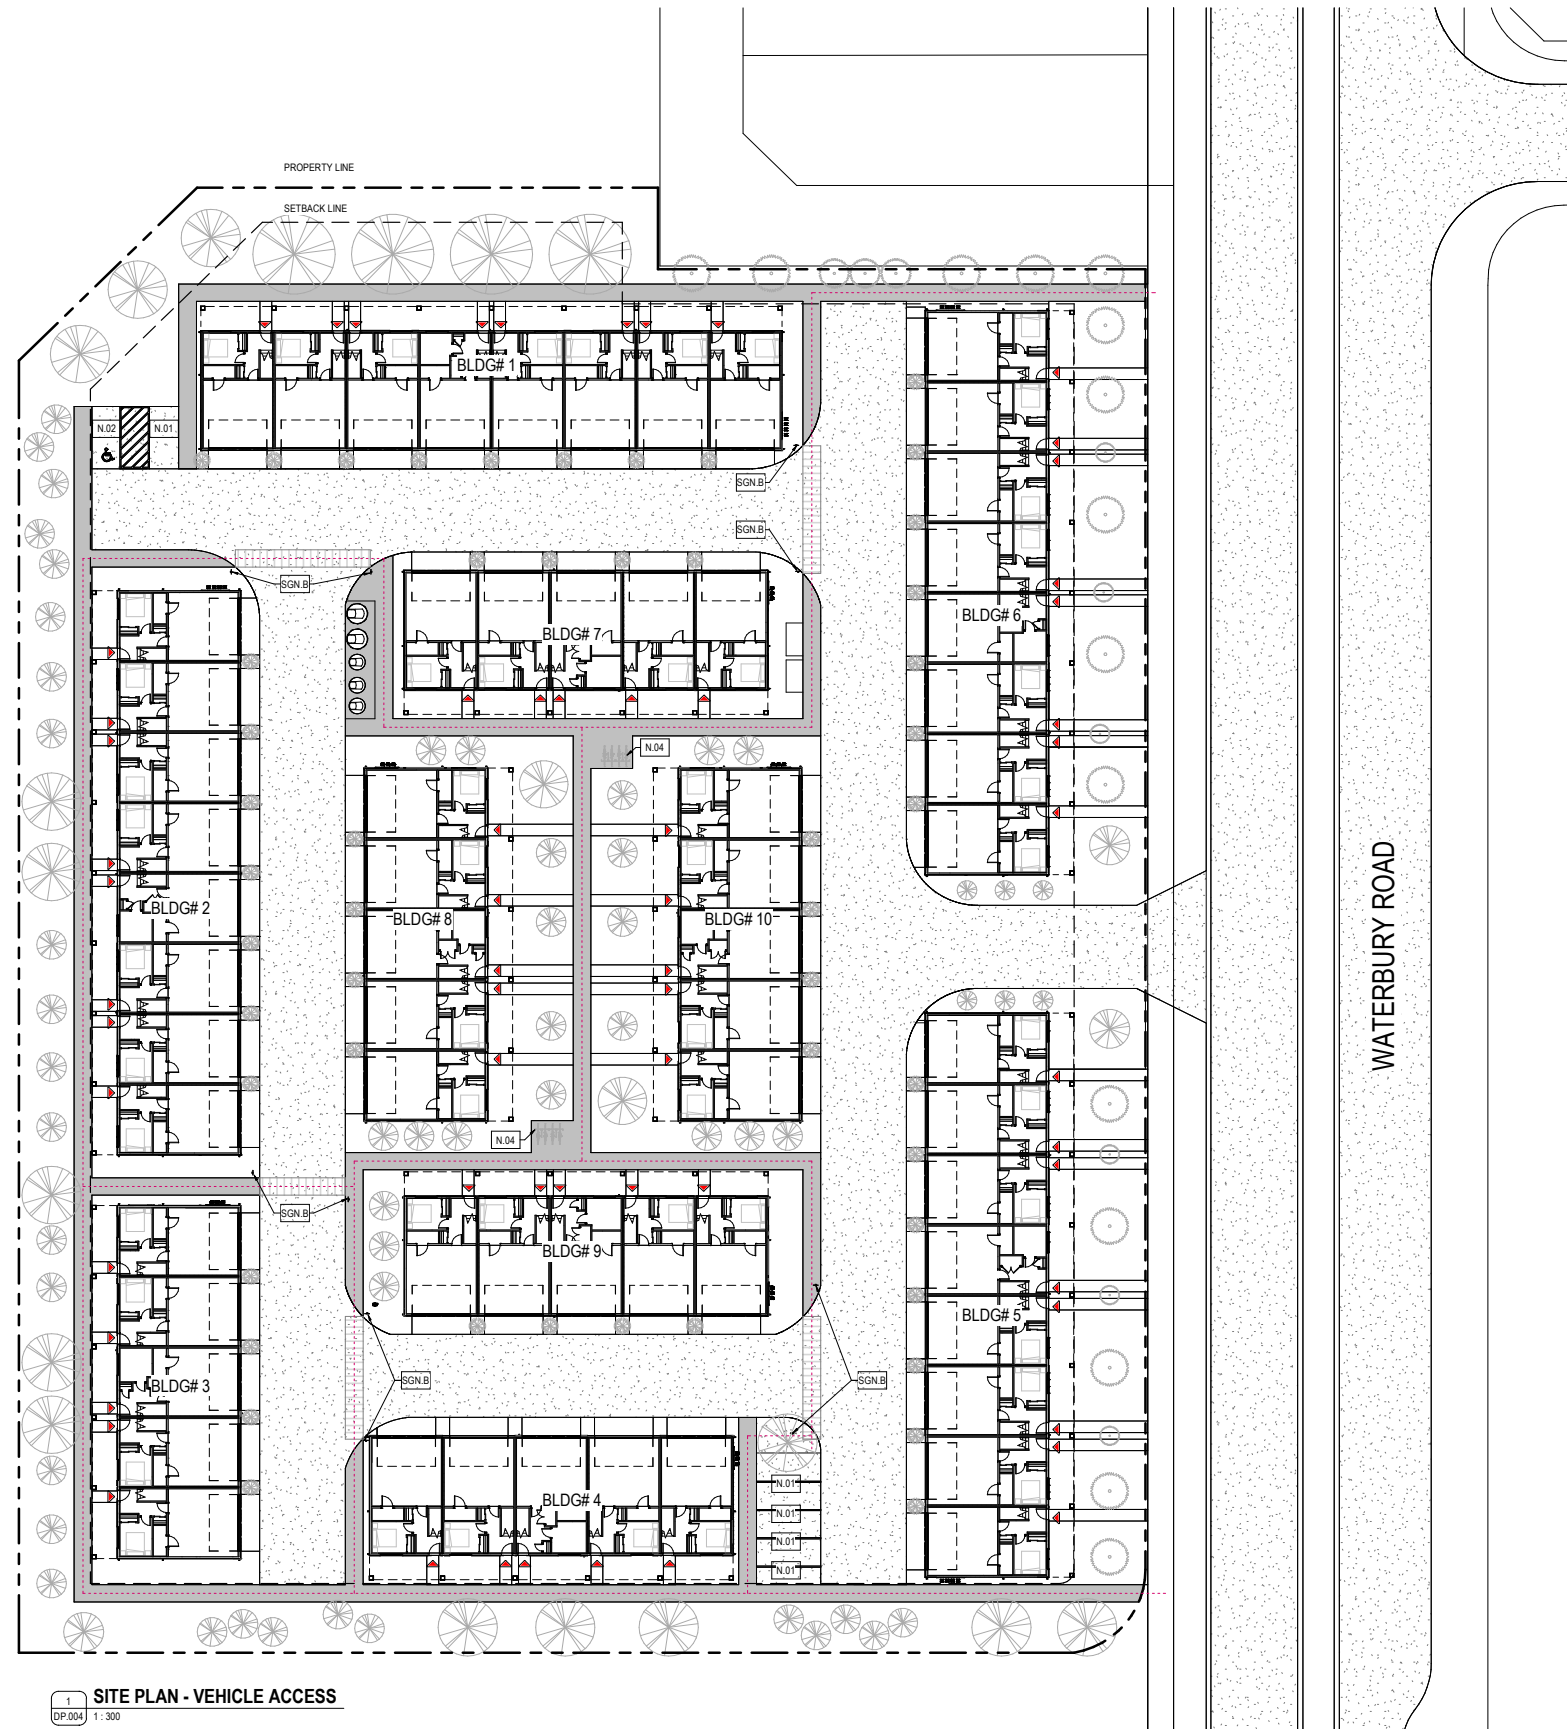 PROPERTY LINE
SETBACK LINE
BLDG# 1
N.02
N.01
SGN.B
SGN.B
SGN.B
BLDG# 6
BLDG# 7
N.04
BLDG# 2
BLDG# 8
BLDG# 10
WATERBURY ROAD
N.04
SGN.B
BLDG# 9
BLDG# 5
BLDG# 3
SGN.B
SGN.B
N.01
BLDG# 4
N.01
N.01
N.01
1
SITE PLAN - VEHICLE ACCESS
DP.004
1 : 300